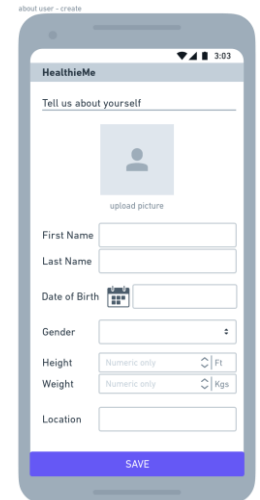 about user - create
3:03
HealthieMe
Tell us about yourself
upload picture
First Name
Last Name
Date of Birth
Gender
Height Numeric only Ft
Weight Numeric only Kgs
Location
SAVE